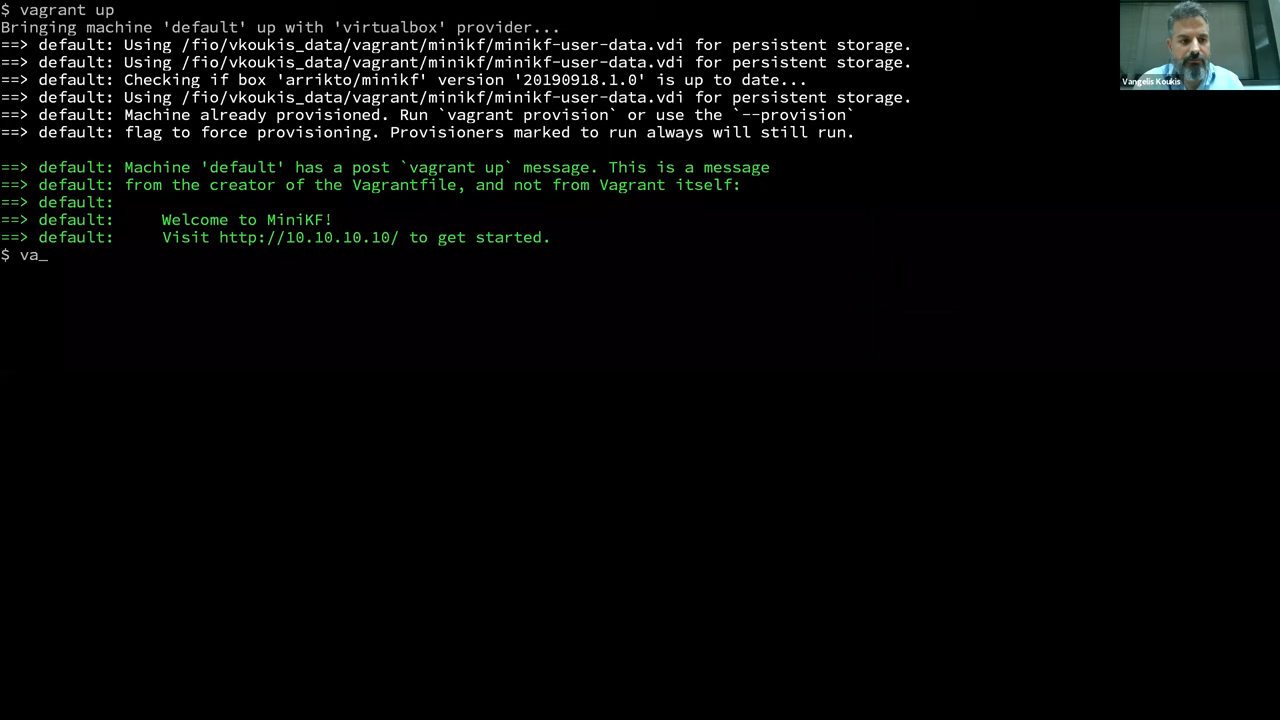 $ vagrant up
Bringing machine 'default' up with 'virtualbox' provider...
==> default: Using /fio/vkoukis_data/vagrant/minikf/minikf-user-data.vdi for persistent storage.
==> default: Using /fio/vkoukis_data/vagrant/minikf/minikf-user-data.vdi for persistent storage.
==> default: Checking if box 'arrikto/minikf' version '20190918.1.0' is up to date...
==> default: Using /fio/vkoukis_data/vagrant/minikf/minikf-user-data.vdi for persistent storage.
==> default: Machine already provisioned. Run `vagrant provision` or use the `--provision`
==> default: flag to force provisioning. Provisioners marked to run always will still run.
==> default: Machine 'default' has a post `vagrant up` message. This is a message
==> default: from the creator of the Vagrantfile, and not from Vagrant itself:
==> default:
==> default:     Welcome to MiniKF!
==> default:     Visit http://10.10.10.10/ to get started.
$ va_
Vangelis Koukis